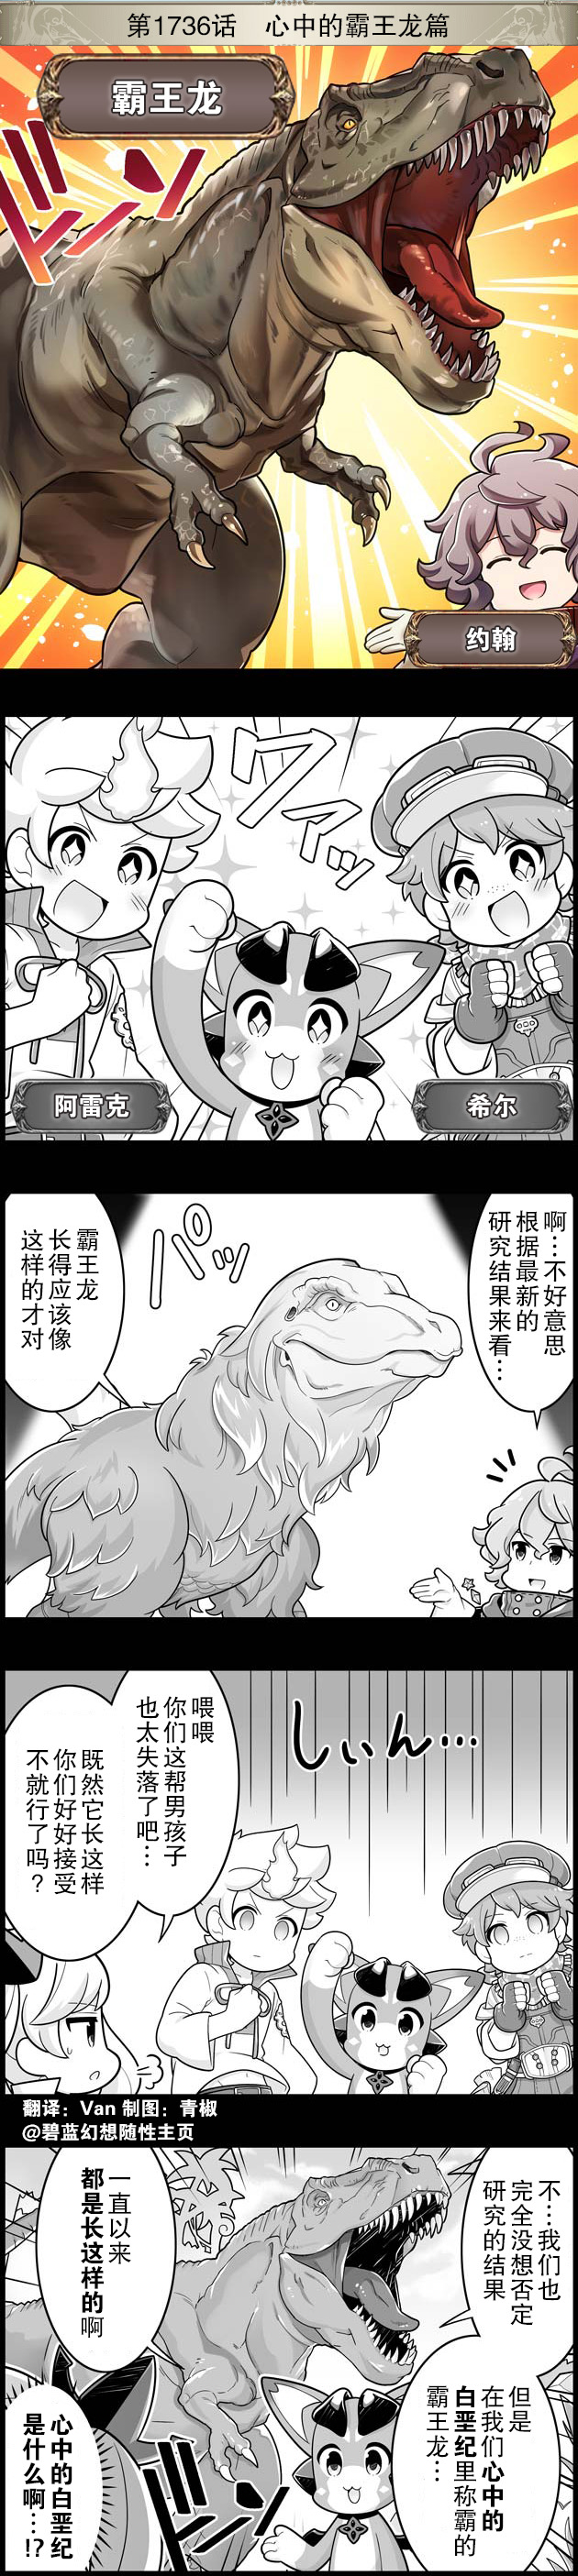 第1736话　心中的霸王龙篇
霸王龙
ドン
约翰
ワァイッ
阿雷克
希尔
啊…不好意思
根据最新的
研究结果来看…
パッ
霸王龙
长得应该像
这样的才对
しぃん…
喂喂
你们这帮男孩子
也太失落了吧…
既然它长这样
你们好好接受
不就行了吗？
翻译：Van 制图：青椒
@碧蓝幻想随性主页
不…我们也
完全没想否定
研究的结果
但是
在我们心中的
白垩纪里称霸的
霸王龙…
一直以来
都是长这样的啊
ドン
心中的白垩纪
是什么啊…!?